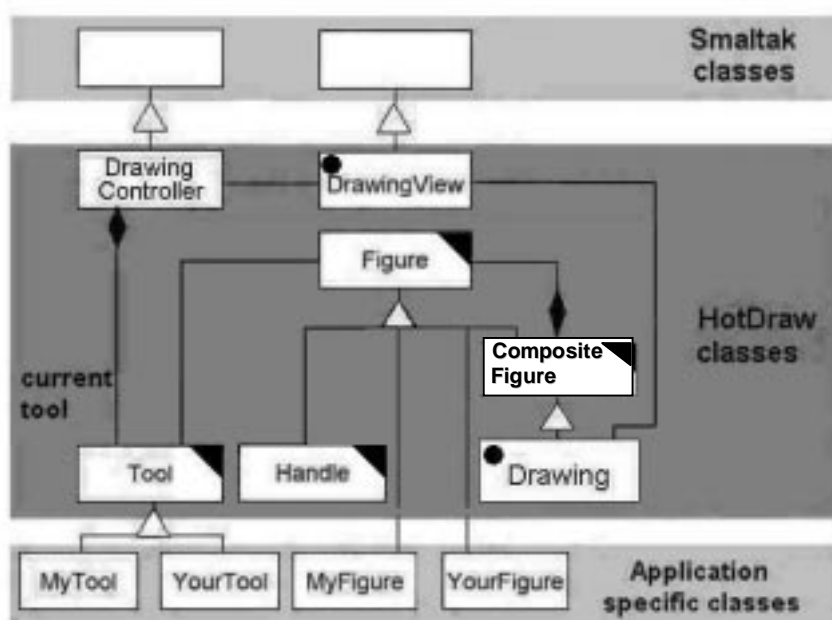 Smaltak
classes
Drawing
Controller
DrawingView
Figure
HotDraw
classes
Composite
Figure
current
tool
Tool
Handle
Drawing
MyTool
YourTool
MyFigure
YourFigure
Application
specific classes